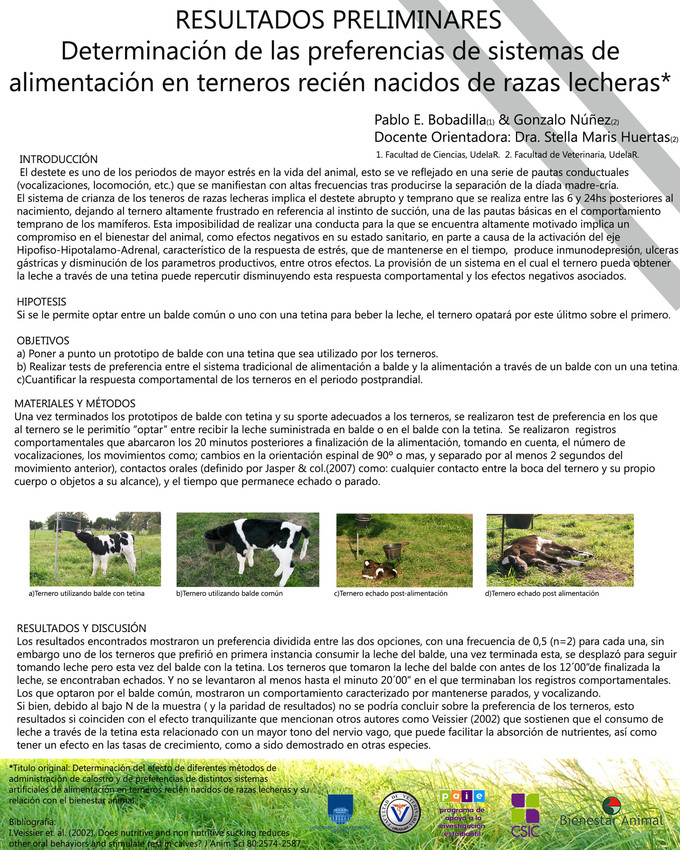 RESULTADOS PRELIMINARES
Determinación de las preferencias de sistemas de
alimentación en terneros recién nacidos de razas lecheras*
Pablo E. Bobadilla(1) & Gonzalo Núñez(2)
Docente Orientadora: Dra. Stella Maris Huertas(2)
1. Facultad de Ciencias, UdelaR. 2. Facultad de Veterinaria, UdelaR.
INTRODUCCIÓN
El destete es uno de los periodos de mayor estrés en la vida del animal, esto se ve reflejado en una serie de pautas conductuales
(vocalizaciones, locomoción, etc.) que se manifiestan con altas frecuencias tras producirse la separación de la díada madre-cría.
El sistema de crianza de los teneros de razas lecheras implica el destete abrupto y temprano que se realiza entre las 6 y 24hs posteriores al
nacimiento, dejando al ternero altamente frustrado en referencia al instinto de succión, una de las pautas básicas en el comportamiento
temprano de los mamíferos. Esta imposibilidad de realizar una conducta para la que se encuentra altamente motivado implica un
compromiso en el bienestar del animal, como efectos negativos en su estado sanitario, en parte a causa de la activación del eje
Hipofiso-Hipotalamo-Adrenal, característico de la respuesta de estrés, que de mantenerse en el tiempo, produce inmunodepresión, ulceras
gástricas y disminución de los parametros productivos, entre otros efectos. La provisión de un sistema en el cual el ternero pueda obtener
la leche a través de una tetina puede repercutir disminuyendo esta respuesta comportamental y los efectos negativos asociados.
HIPOTESIS
Si se le permite optar entre un balde común o uno con una tetina para beber la leche, el ternero opatará por este úlitmo sobre el primero.
OBJETIVOS
a) Poner a punto un prototipo de balde con una tetina que sea utilizado por los terneros.
b) Realizar tests de preferencia entre el sistema tradicional de alimentación a balde y la alimentación a través de un balde con un una tetina.
c)Cuantificar la respuesta comportamental de los terneros en el periodo postprandial.
MATERIALES Y MÉTODOS
Una vez terminados los prototipos de balde con tetina y su sporte adecuados a los terneros, se realizaron test de preferencia en los que
al ternero se le perimitío “optar” entre recibir la leche suministrada en balde o en el balde con la tetina. Se realizaron registros
comportamentales que abarcaron los 20 minutos posteriores a finalización de la alimentación, tomando en cuenta, el número de
vocalizaciones, los movimientos como; cambios en la orientación espinal de 90º o mas, y separado por al menos 2 segundos del
movimiento anterior), contactos orales (definido por Jasper & col.(2007) como: cualquier contacto entre la boca del ternero y su propio
cuerpo o objetos a su alcance), y el tiempo que permanece echado o parado.
a)Ternero utilizando balde con tetina
b)Ternero utilizando balde común
c)Ternero echado post-alimentación
d)Ternero echado post alimentación
RESULTADOS Y DISCUSIÓN
Los resultados encontrados mostraron un preferencia dividida entre las dos opciones, con una frecuencia de 0,5 (n=2) para cada una, sin
embargo uno de los terneros que prefirió en primera instancia consumir la leche del balde, una vez terminada esta, se desplazó para seguir
tomando leche pero esta vez del balde con la tetina. Los terneros que tomaron la leche del balde con antes de los 12´00”de finalizada la
leche, se encontraban echados. Y no se levantaron al menos hasta el minuto 20´00” en el que terminaban los registros comportamentales.
Los que optaron por el balde común, mostraron un comportamiento caracterizado por mantenerse parados, y vocalizando.
Si bien, debido al bajo N de la muestra ( y la paridad de resultados) no se podría concluir sobre la preferencia de los terneros, esto
resultados si coinciden con el efecto tranquilizante que mencionan otros autores como Veissier (2002) que sostienen que el consumo de
leche a través de la tetina esta relacionado con un mayor tono del nervio vago, que puede facilitar la absorción de nutrientes, así como
tener un efecto en las tasas de crecimiento, como a sido demostrado en otras especies.
*Titulo original: Determinación del efecto de diferentes métodos de
administración de calostro y de preferencias de distintos sistemas
artificiales de alimentación en terneros recién nacidos de razas lecheras y su
relación con el bienestar animal.
Bibliografia:
I.Veissier et. al. (2002). Does nutritive and non nutritive sucking reduces
other oral behaviors and stimulate rest in calves? J Anim Sci 80:2574-2587
paie
programa de
apoyo a la
investigación
estudiantil
CSIC
Bienestar Animal